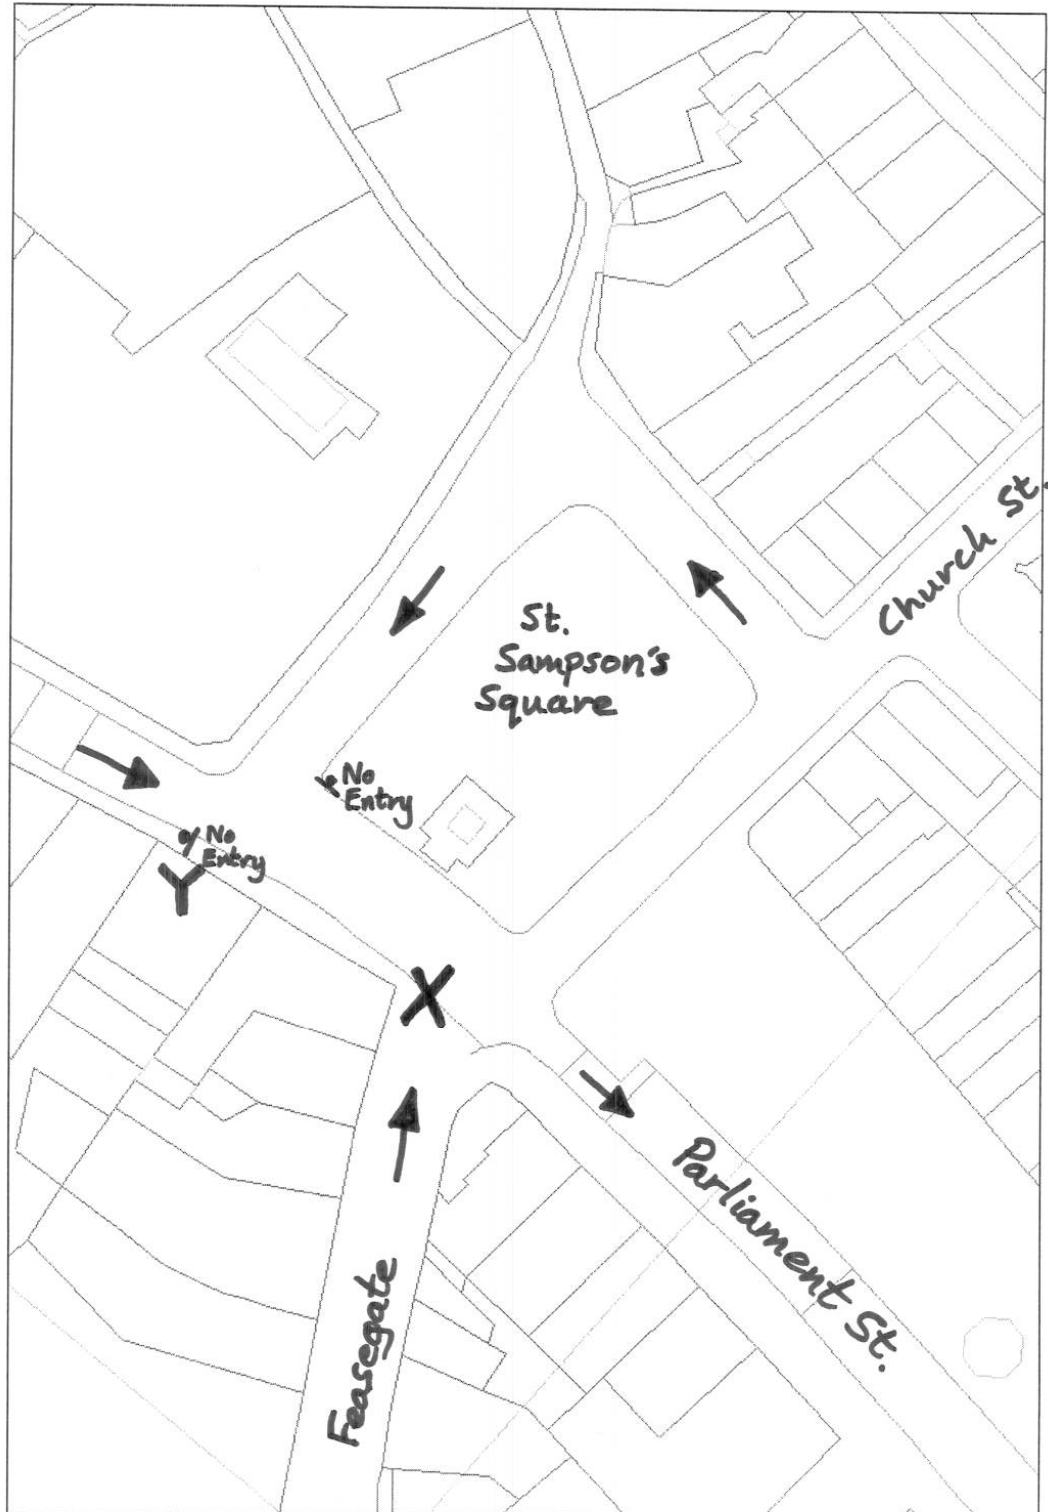 Church St.
St.
Sampson's
Square
No
Entry
No
Entry
Y
X
Parliament St.
Feasegate